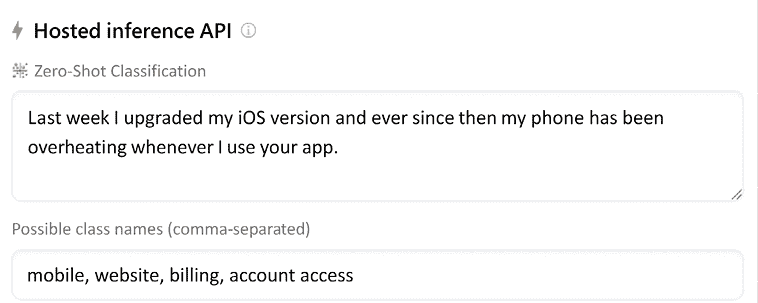 Hosted inference API
Zero-Shot Classification
Last week I upgraded my iOS version and ever since then my phone has been
overheating whenever I use your app.
Possible class names (comma-separated)
mobile, website, billing, account access